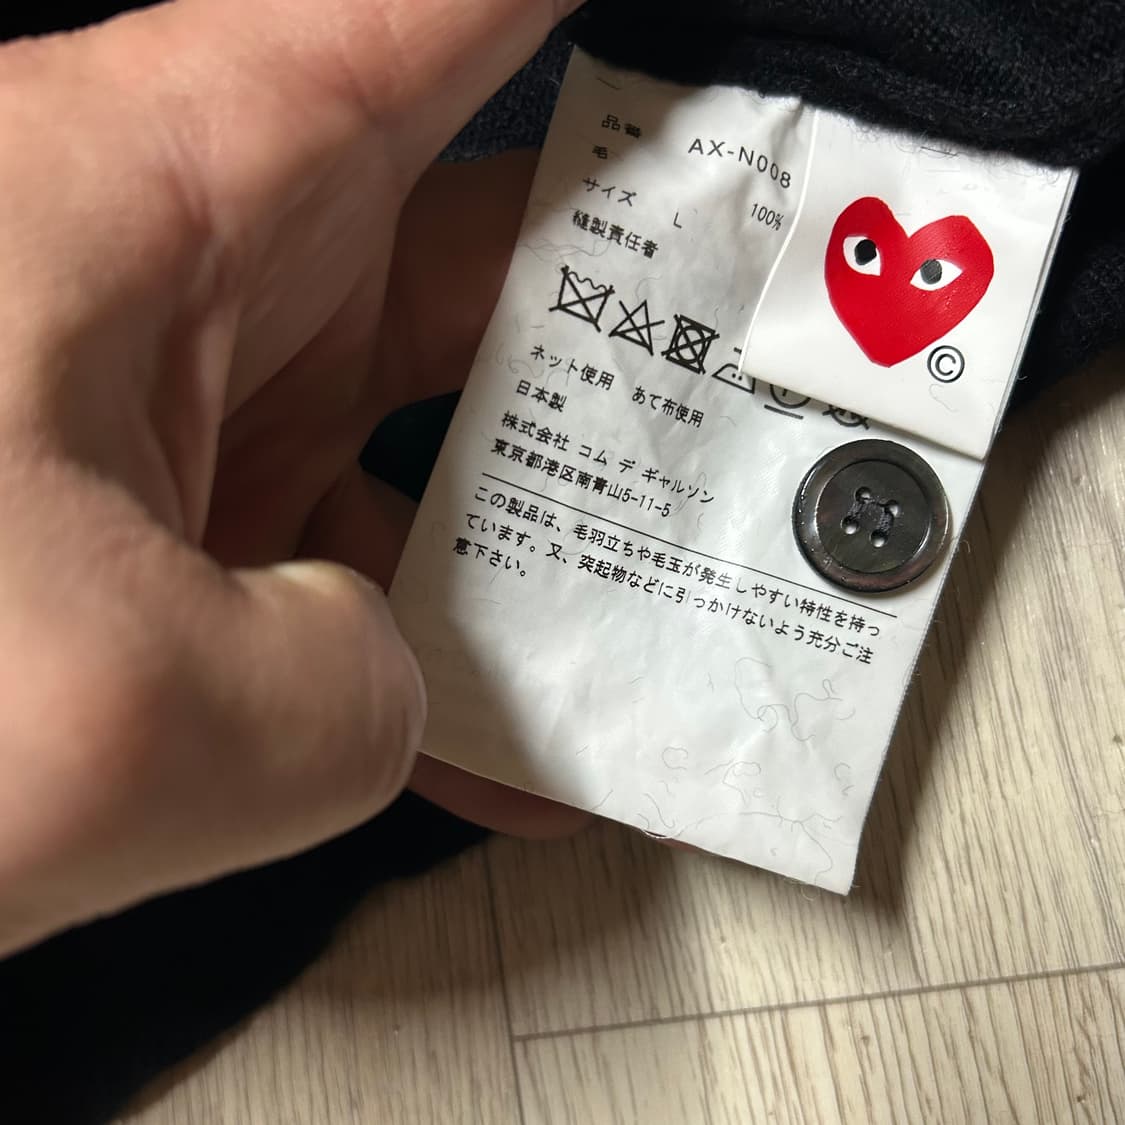 品番 AX-N008
毛 100%
サイズ L
縫製責任者
ネット使用 あて布使用
日本製
株式会社 コム デ ギャルソン
東京都港区南青山5-11-5
この製品は、毛羽立ちや毛玉が発生しやすい特性を持っ
ています。又、突起物などに引っかけないよう充分ご注
意下さい。
©